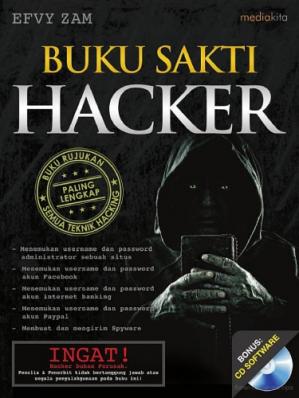 EFVY ZAM
mediakita
BUKU SAKTI
HACKER
BUKU RUJUKAN
PALING
LENGKAP
SEMUA TEKNIK HACKING
- Menemukan username dan password
administrator sebuah situs
- Menemukan username dan password
akun Facebook
- Menemukan username dan password
akun internet banking
- Menemukan username dan password
akun Paypal
- Membuat dan mengirim Spyware
INGAT!
Hacker Bukan Perusak.
Penulis & Penerbit tidak bertanggung jawab atas
segala penyalahgunaan pada buku ini!
BONUS:
CD SOFTWARE